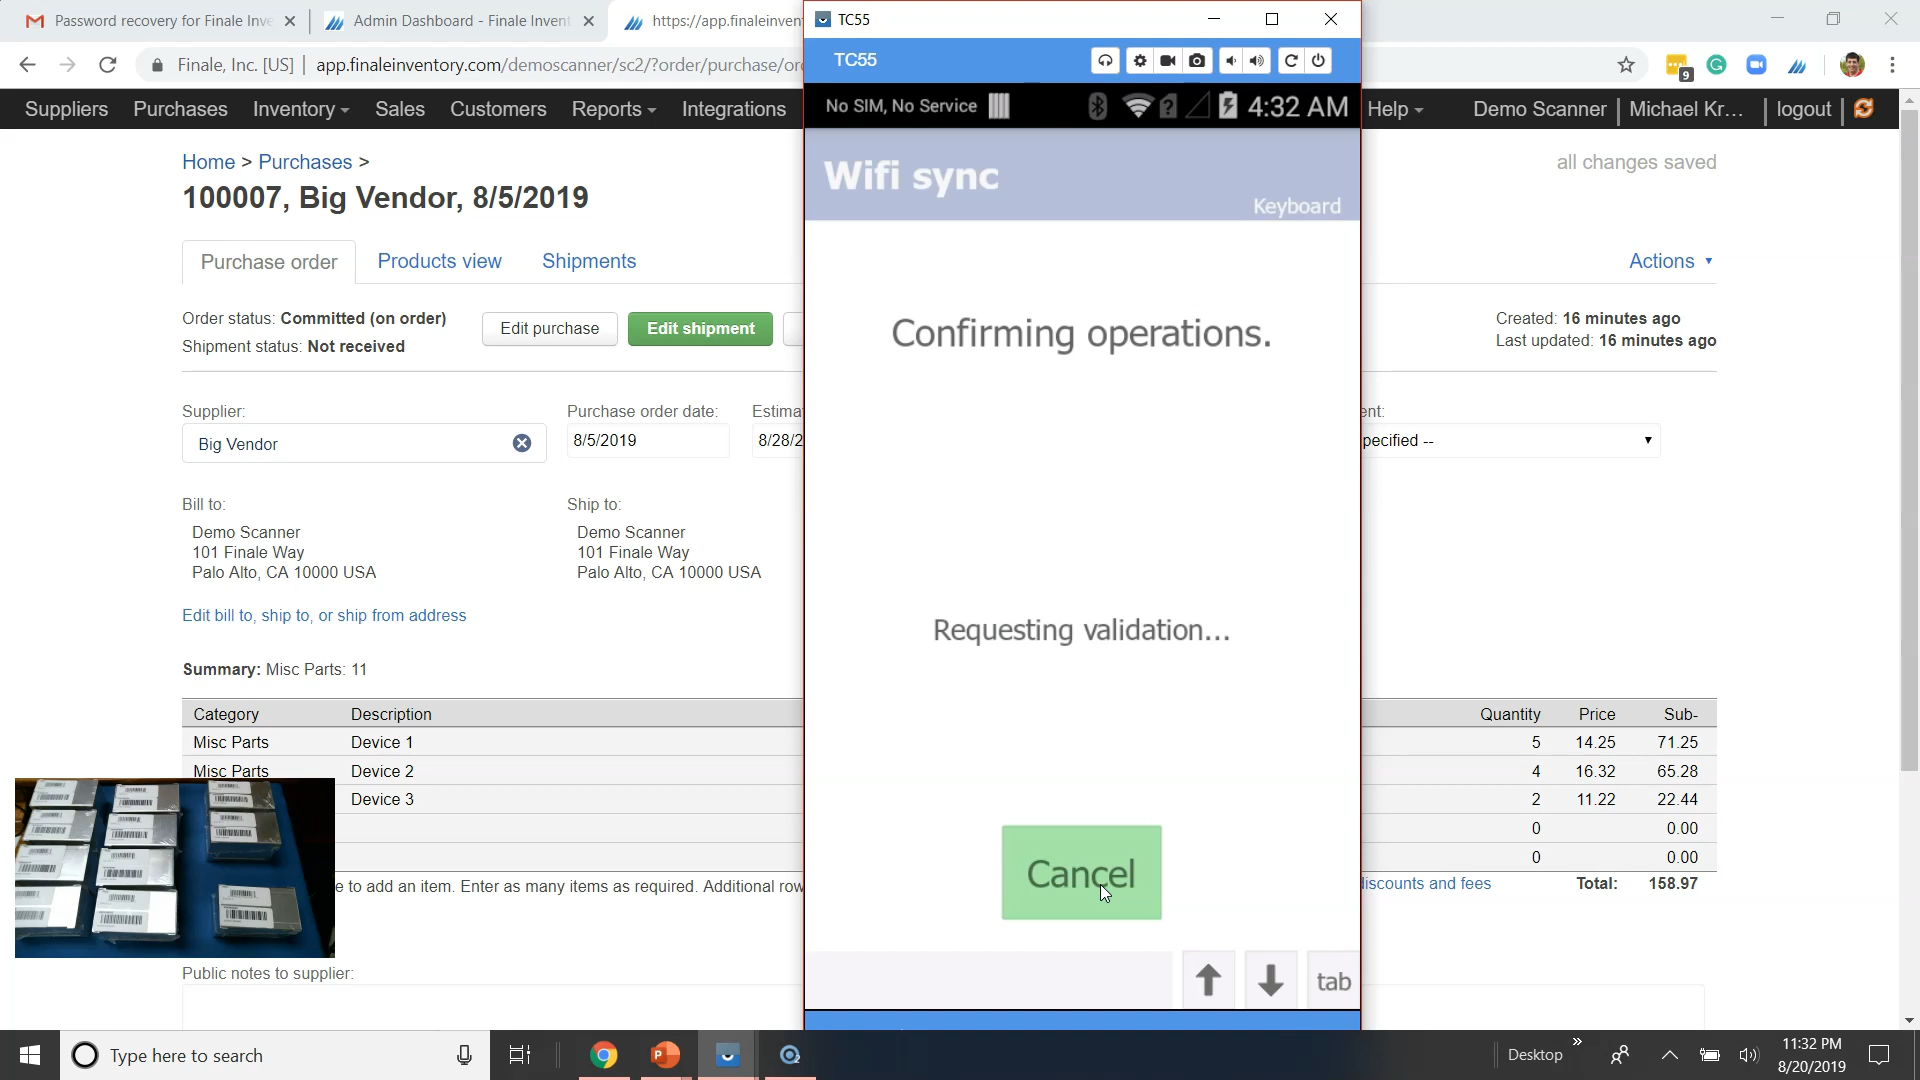 Password recovery for Finale Inve
Admin Dashboard - Finale Invent
https://app.finaleinven
TC55
Finale, Inc. [US]
app.finaleinventory.com/demoscanner/sc2/?order/purchase/or
9
TC55
Suppliers
Purchases
Inventory
Sales
Customers
Reports
Integrations
No SIM, No Service
4:32 AM
Help
Demo Scanner
Michael Kr...
logout
Home > Purchases >
all changes saved
100007, Big Vendor, 8/5/2019
Wifi sync
Keyboard
Purchase order
Products view
Shipments
Actions
Order status: Committed (on order)
Edit purchase
Edit shipment
Created: 16 minutes ago
Shipment status: Not received
Last updated: 16 minutes ago
Confirming operations.
Supplier:
Purchase order date:
Estima
ent:
Big Vendor
8/5/2019
8/28/2
pecified --
Bill to:
Ship to:
Demo Scanner
101 Finale Way
Palo Alto, CA 10000 USA
Demo Scanner
101 Finale Way
Palo Alto, CA 10000 USA
Edit bill to, ship to, or ship from address
Requesting validation...
Summary: Misc Parts: 11
Category Description Quantity Price Sub-
Misc Parts Device 1 5 14.25 71.25
Misc Parts Device 2 4 16.32 65.28
Device 3 2 11.22 22.44
0 0.00
0 0.00
Cancel
e to add an item. Enter as many items as required. Additional row
discounts and fees
Total: 158.97
Public notes to supplier:
tab
Type here to search
Desktop
11:32 PM
8/20/2019